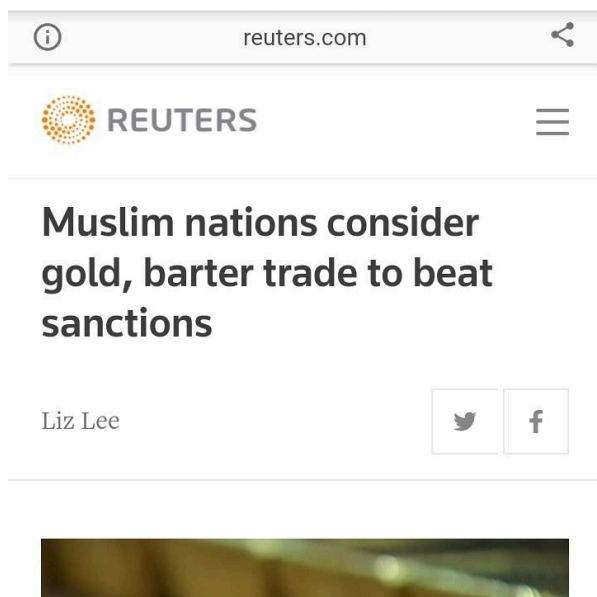 reuters.com
REUTERS
Muslim nations consider
gold, barter trade to beat
sanctions
Liz Lee